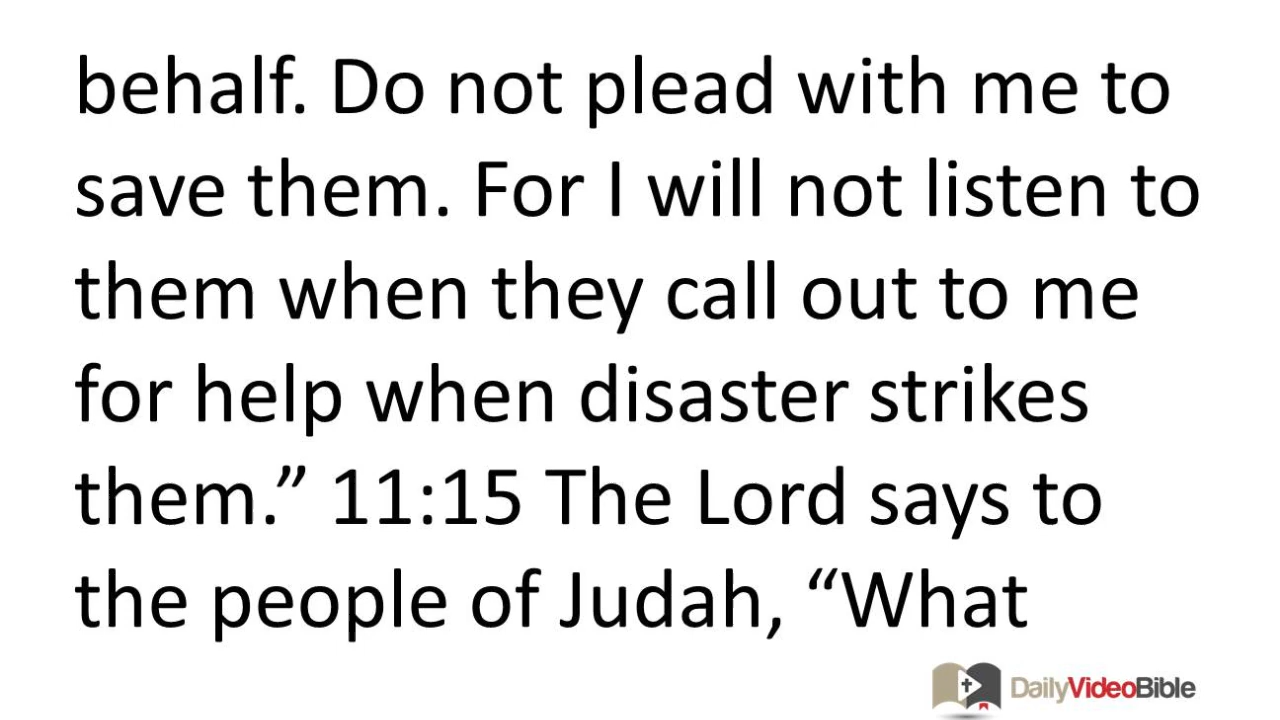 behalf. Do not plead with me to
save them. For I will not listen to
them when they call out to me
for help when disaster strikes
them.” 11:15 The Lord says to
the people of Judah, “What
DailyVideoBible